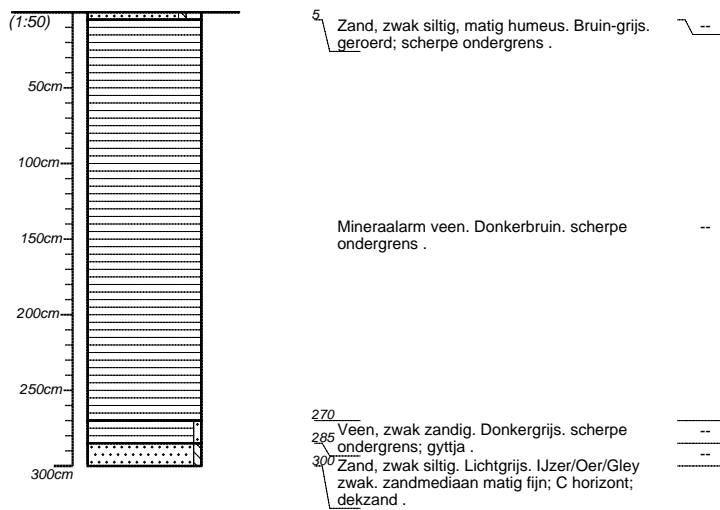 (1:50)
5
Zand, zwak siltig, matig humeus. Bruin-grijs.
geroerd; scherpe ondergrens .
--
50cm
100cm
150cm
Mineraalarm veen. Donkerbruin. scherpe
ondergrens .
--
200cm
250cm
270
Veen, zwak zandig. Donkergrijs. scherpe
ondergrens; gyttja .
--
285
300cm
300
Zand, zwak siltig. Lichtgrijs. IJzer/Oer/Gley
zwak. zandmediaan matig fijn; C horizont;
dekzand .
--